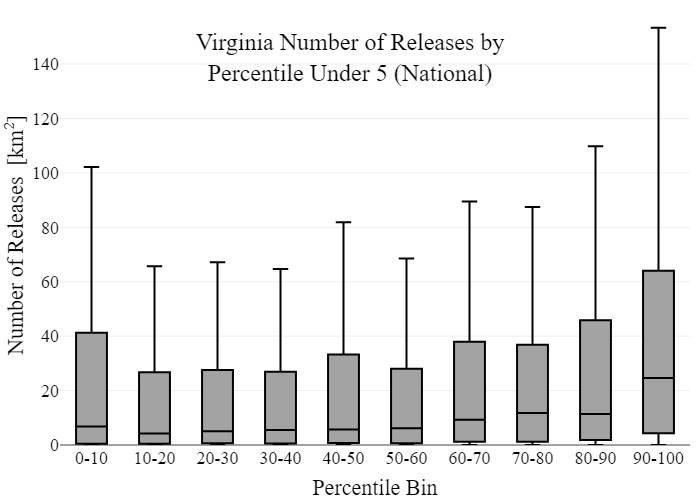 Virginia Number of Releases by
Percentile Under 5 (National)
Number of Releases [km²]
140
120
100
80
60
40
20
0
0-10 10-20 20-30 30-40 40-50 50-60 60-70 70-80 80-90 90-100
Percentile Bin